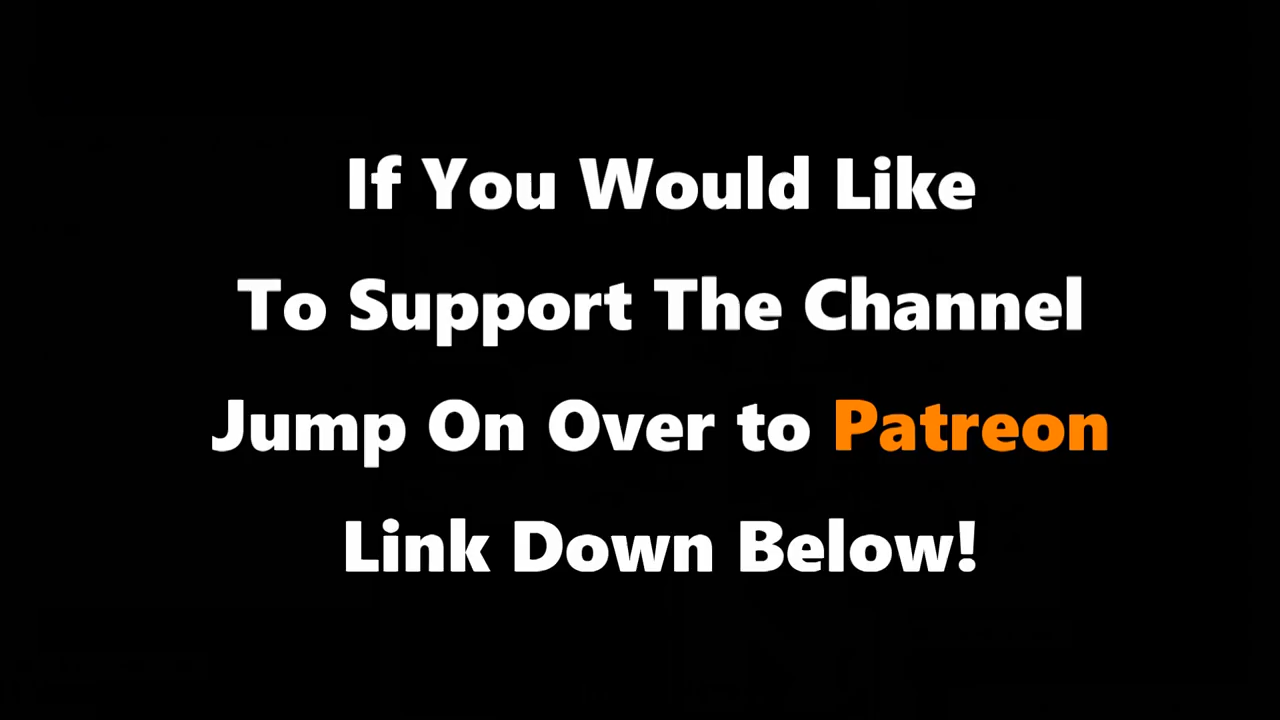 If You Would Like
To Support The Channel
Jump On Over to Patreon
Link Down Below!